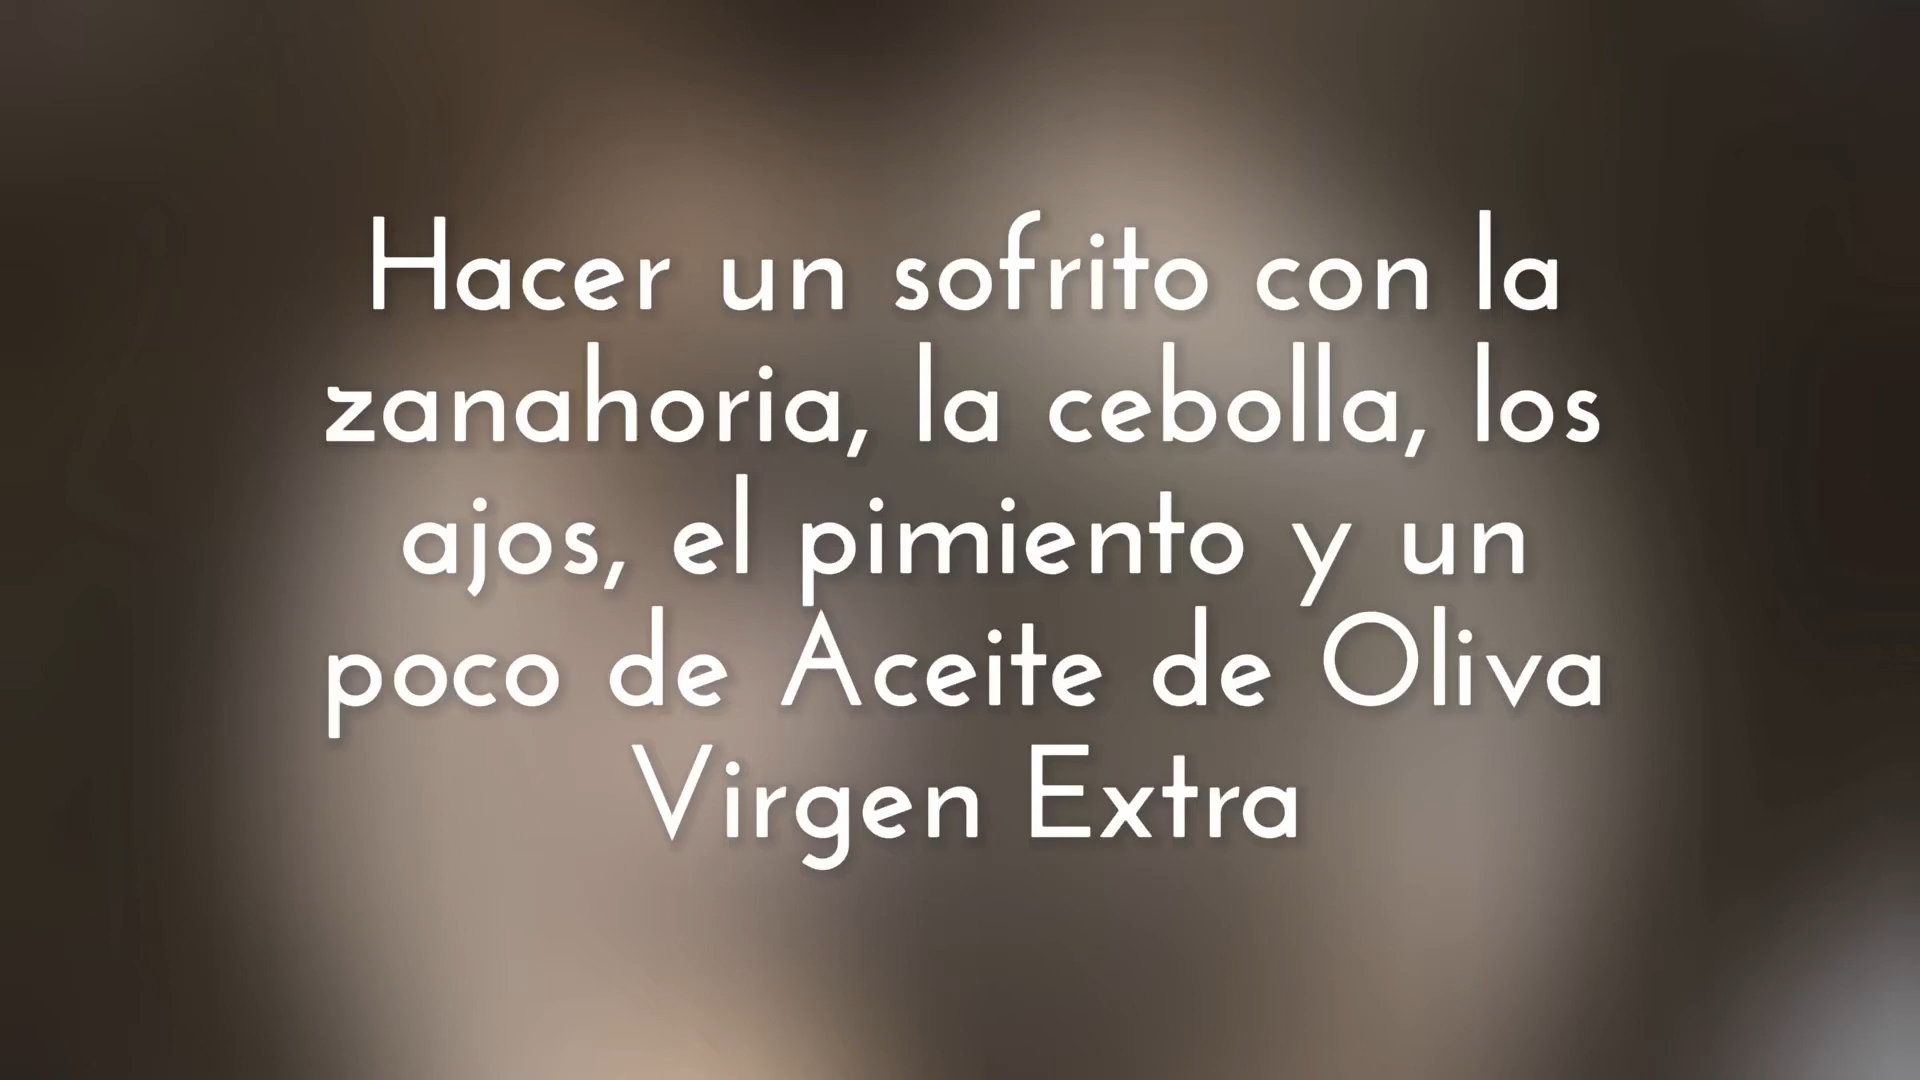 Hacer un sofrito con la
zanahoria, la cebolla, los
ajos, el pimiento y un
poco de Aceite de Oliva
Virgen Extra